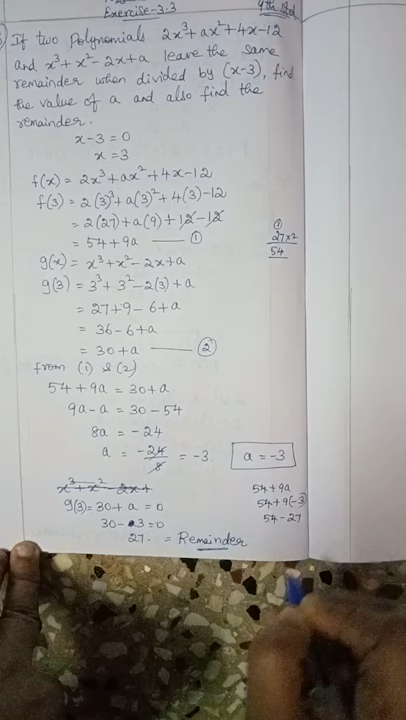 Exercise-3.3
If two Polynomials 2x³+ax²+4x-12
and x³+x²-2x+a leave the same
remainder when divided by (x-3), find
the value of a and also find the
remainder.
x-3=0
x=3
f(x) = 2x³+ax²+4x-12
f(3) = 2(3)³+a(3)²+4(3)-12
= 2(27)+a(9)+12-12
= 54+9a —— ①
27x2
54
g(x) = x³+x²-2x+a
g(3) = 3³+3²-2(3)+a
= 27+9-6+a
= 36-6+a
= 30+a —— ②
from (1) & (2)
54+9a = 30+a
9a-a = 30-54
8a = -24
a = -24/8 = -3.
a = -3
x³+x²-2x+
g(3)=30+a=0
30-3=0
27. = Remainder
54+9a
54+9(-3)
54-27